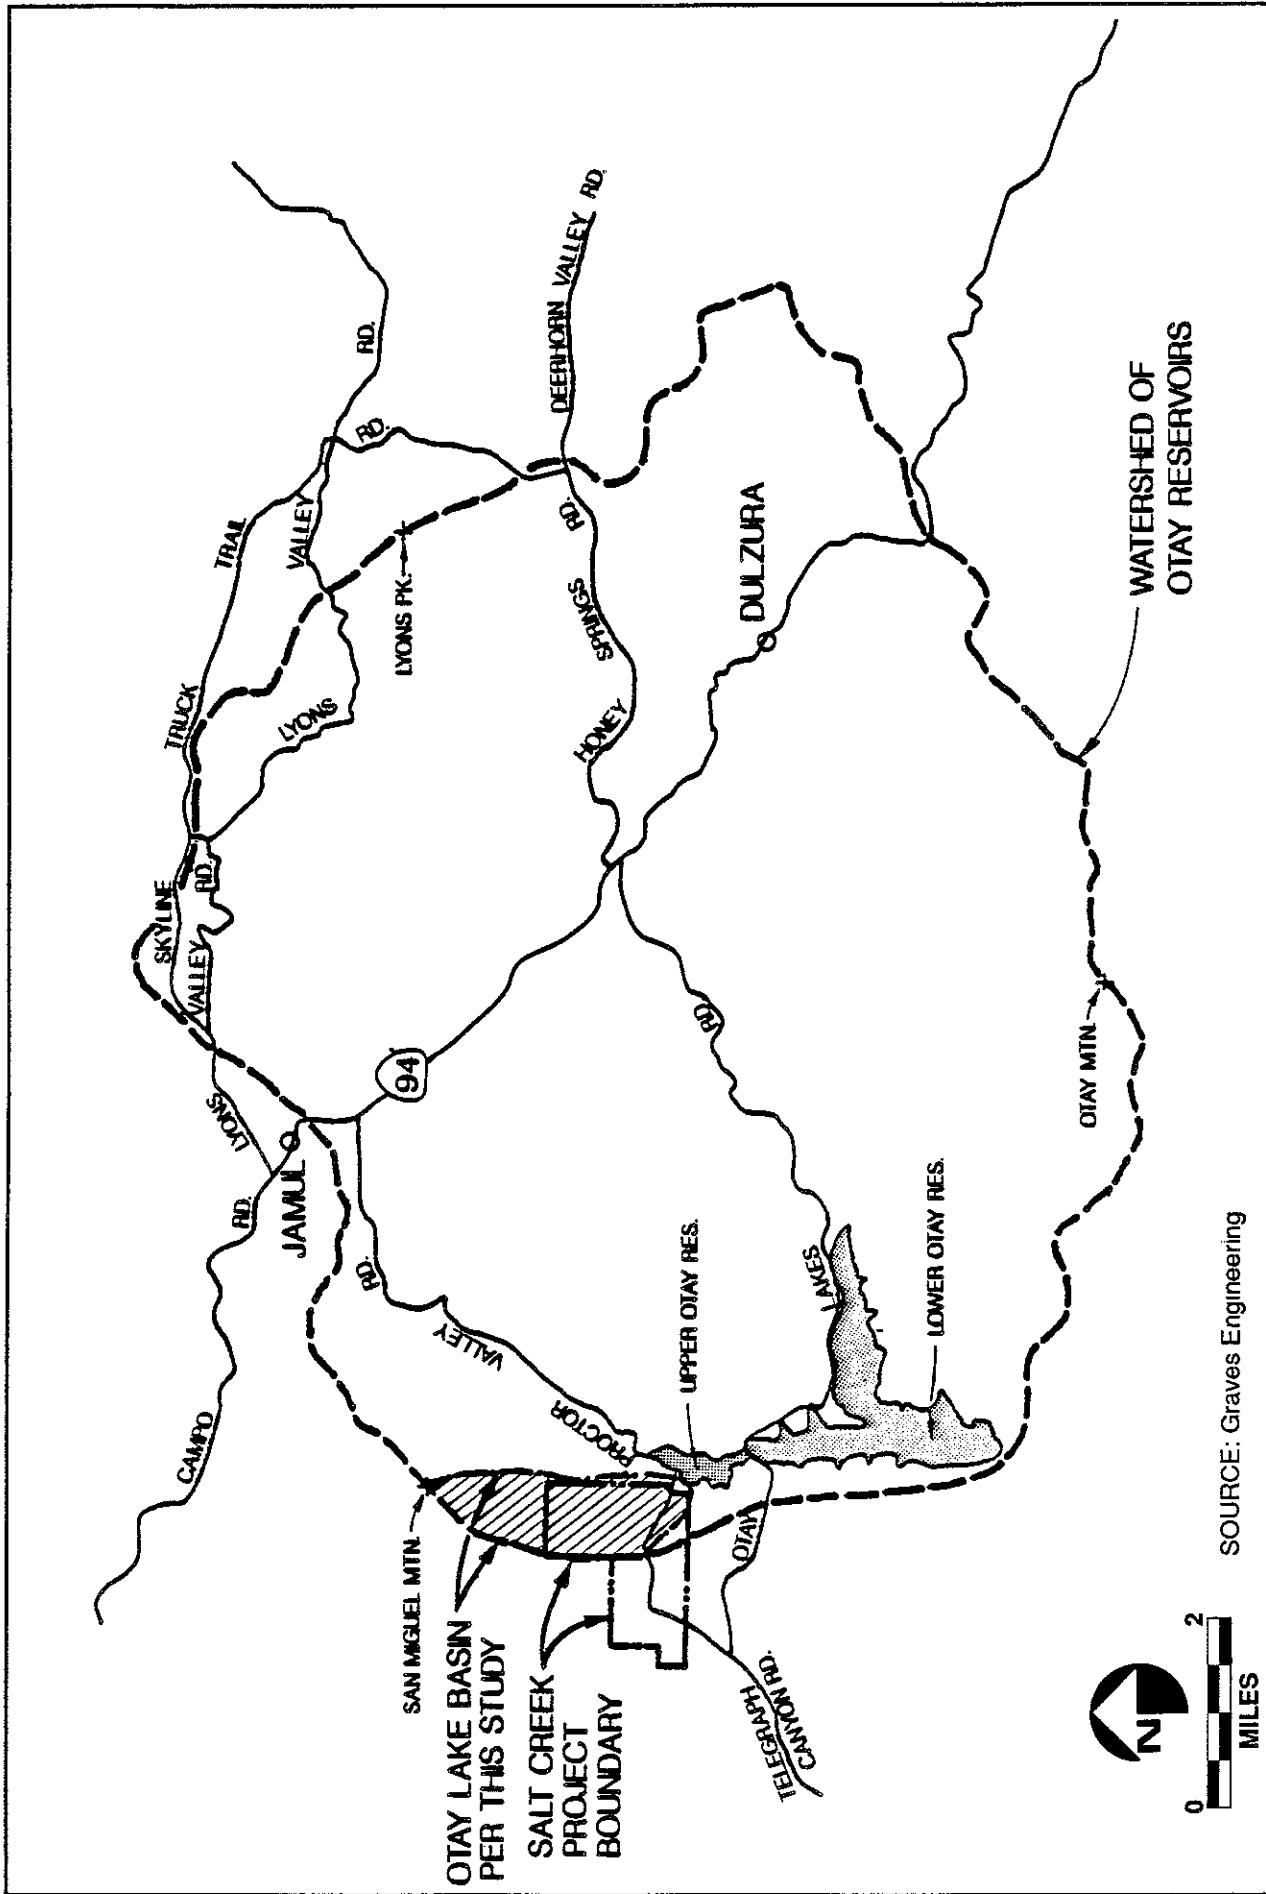 CAMPO
RD.
LYONS
VALLEY
RD.
SKYLINE
TRUCK
TRAIL
LYONS
VALLEY
RD.
RD.
JAMUL
94
SAN MIGUEL MTN.
LYONS PK.
OTAY LAKE BASIN
PER THIS STUDY
SALT CREEK
PROJECT
BOUNDARY
PROCTOR
VALLEY
RD.
HONEY
SPRINGS
RD.
DEERHORN VALLEY RD.
UPPER OTAY RES.
DULZURA
TELEGRAPH
CANYON RD.
OTAY
LAKES
RD.
LOWER OTAY RES.
OTAY MTN.
WATERSHED OF
OTAY RESERVOIRS
N
0 2
MILES
SOURCE: Graves Engineering